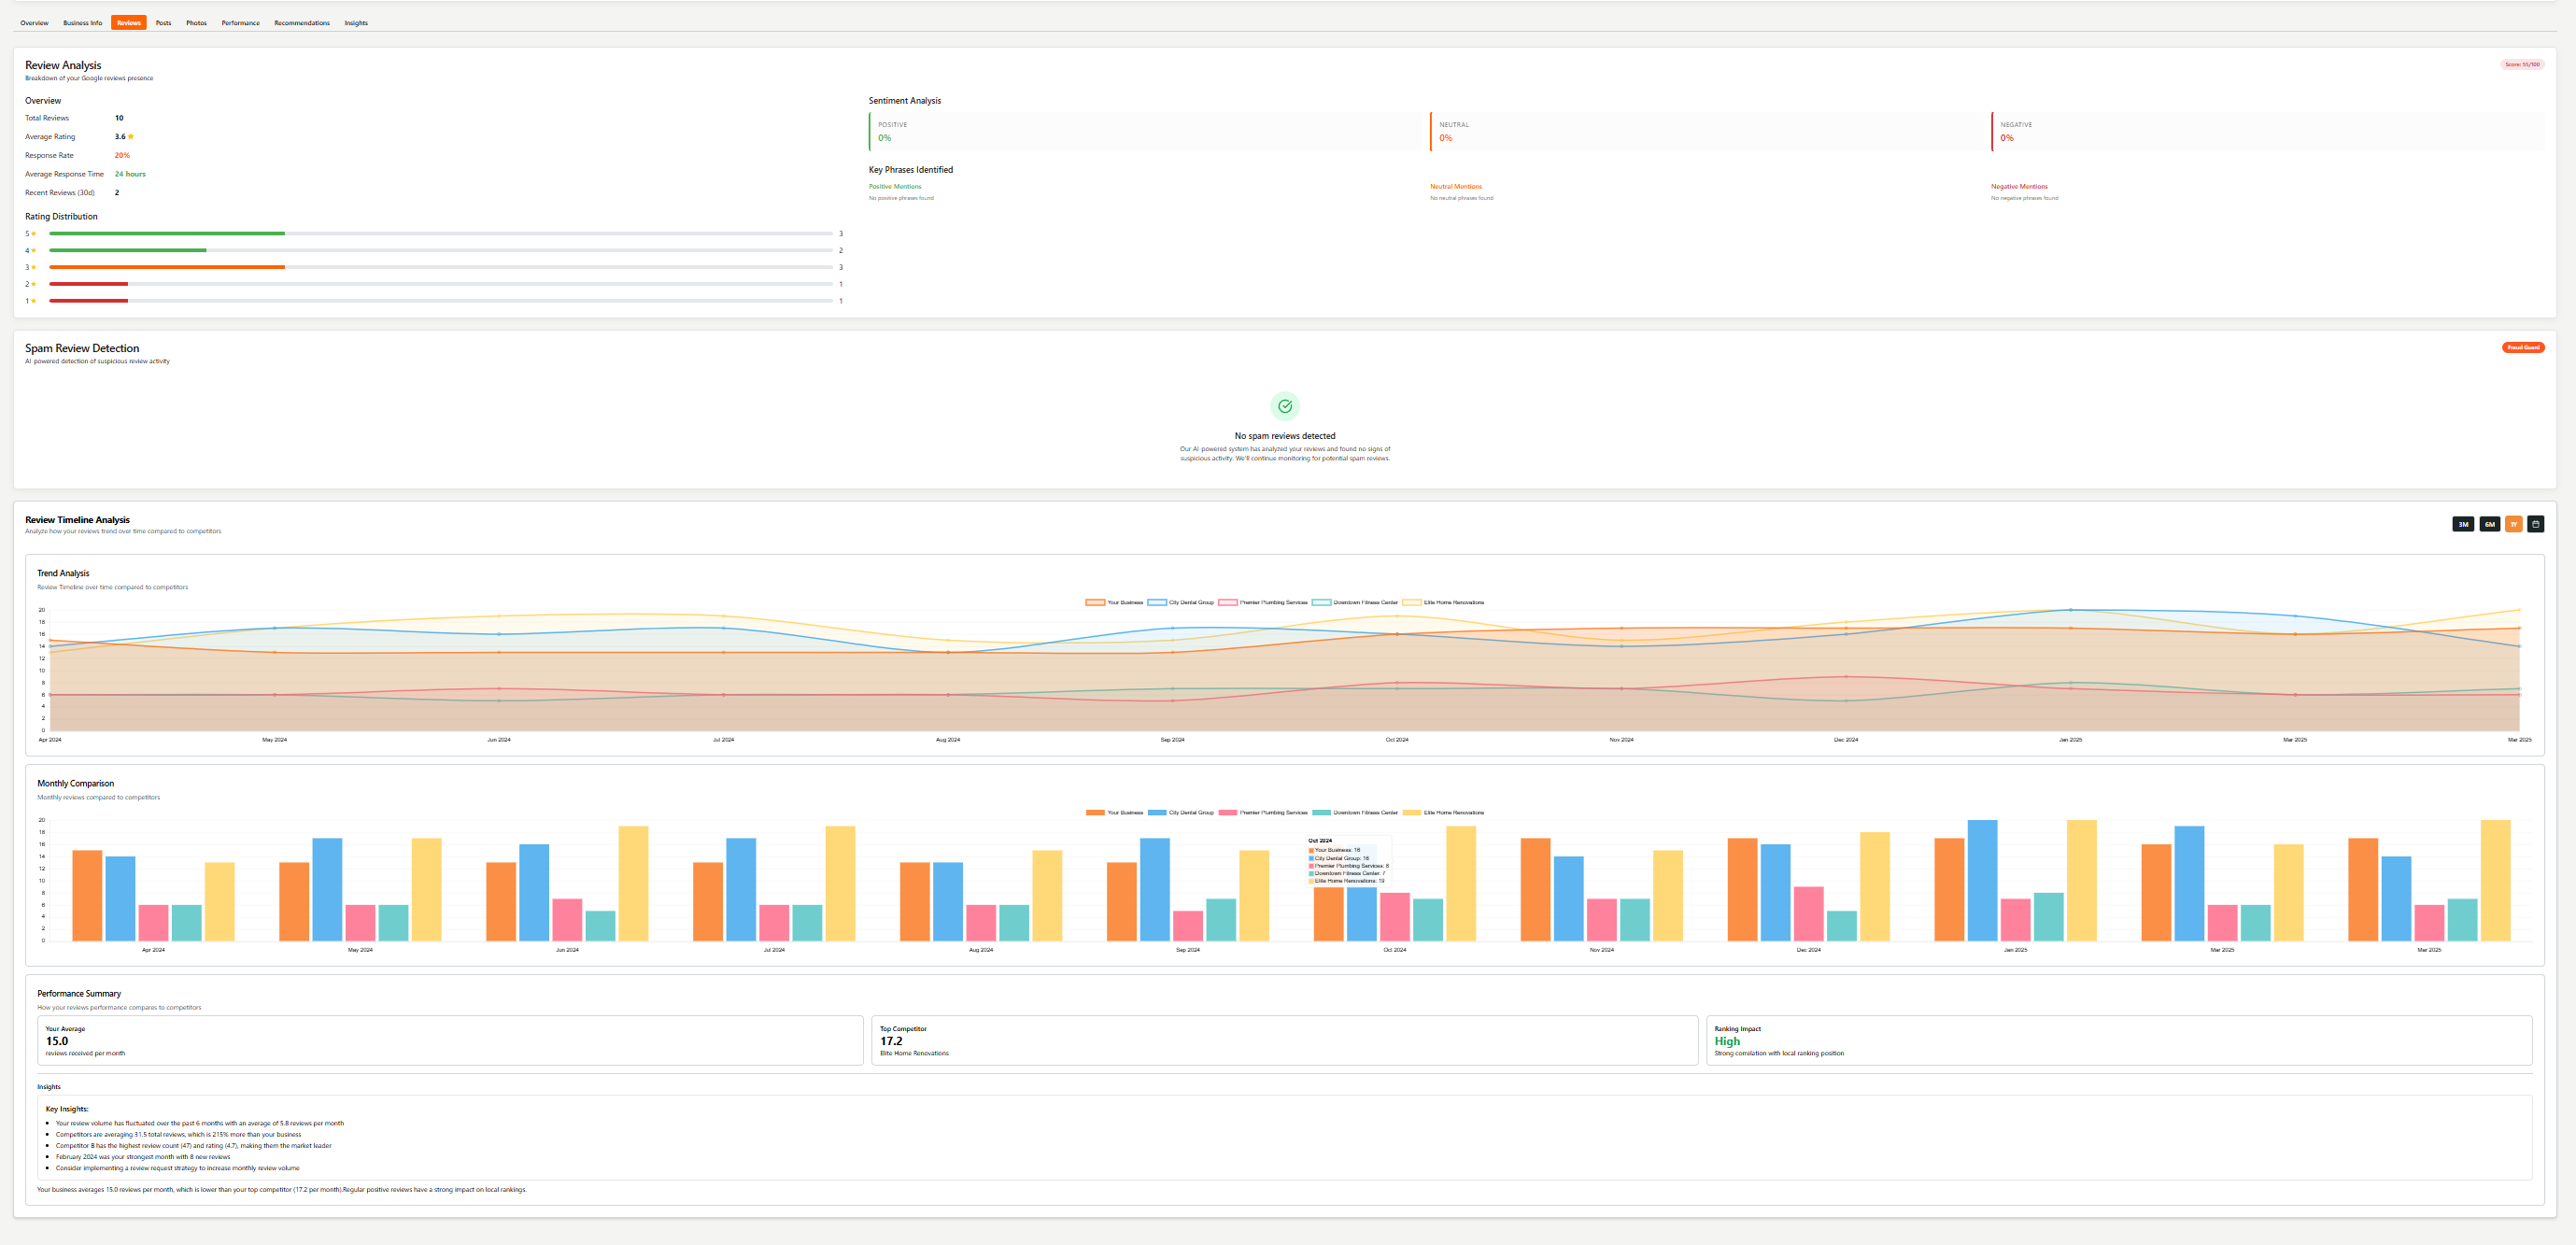 Overview Business Info Reviews Posts Photos Performance Recommendations Insights
Review Analysis
Breakdown of your Google reviews presence
Score: 55/100
Overview
Total Reviews 10
Average Rating 3.6
Response Rate 20%
Average Response Time 24 hours
Recent Reviews (30d) 2
Rating Distribution
5 3
4 2
3 3
2 1
1 1
Sentiment Analysis
POSITIVE
0%
NEUTRAL
0%
NEGATIVE
0%
Key Phrases Identified
Positive Mentions
No positive phrases found
Neutral Mentions
No neutral phrases found
Negative Mentions
No negative phrases found
Spam Review Detection
AI-powered detection of suspicious review activity
Fraud Guard
No spam reviews detected
Our AI-powered system has analyzed your reviews and found no signs of
suspicious activity. We'll continue monitoring for potential spam reviews.
Review Timeline Analysis
Analyze how your reviews trend over time compared to competitors
3M 6M 1Y
Trend Analysis
Review Timeline over time compared to competitors
Your Business City Dental Group Premier Plumbing Services Downtown Fitness Center Elite Home Renovations
20
18
16
14
12
10
8
6
4
2
0
Apr 2024 May 2024 Jun 2024 Jul 2024 Aug 2024 Sep 2024 Oct 2024 Nov 2024 Dec 2024 Jan 2025 Mar 2025 Mar 2025
Monthly Comparison
Monthly reviews compared to competitors
Your Business City Dental Group Premier Plumbing Services Downtown Fitness Center Elite Home Renovations
20
18
16
14
12
10
8
6
4
2
0
Oct 2024
Your Business: 16
City Dental Group: 16
Premier Plumbing Services: 8
Downtown Fitness Center: 7
Elite Home Renovations: 19
Apr 2024 May 2024 Jun 2024 Jul 2024 Aug 2024 Sep 2024 Oct 2024 Nov 2024 Dec 2024 Jan 2025 Mar 2025 Mar 2025
Performance Summary
How your reviews performance compares to competitors
Your Average
15.0
reviews received per month
Top Competitor
17.2
Elite Home Renovations
Ranking Impact
High
Strong correlation with local ranking position
Insights
Key Insights:
Your review volume has fluctuated over the past 6 months with an average of 5.8 reviews per month
Competitors are averaging 31.5 total reviews, which is 215% more than your business
Competitor B has the highest review count (47) and rating (4.7), making them the market leader
February 2024 was your strongest month with 8 new reviews
Consider implementing a review request strategy to increase monthly review volume
Your business averages 15.0 reviews per month, which is lower than your top competitor (17.2 per month).Regular positive reviews have a strong impact on local rankings.